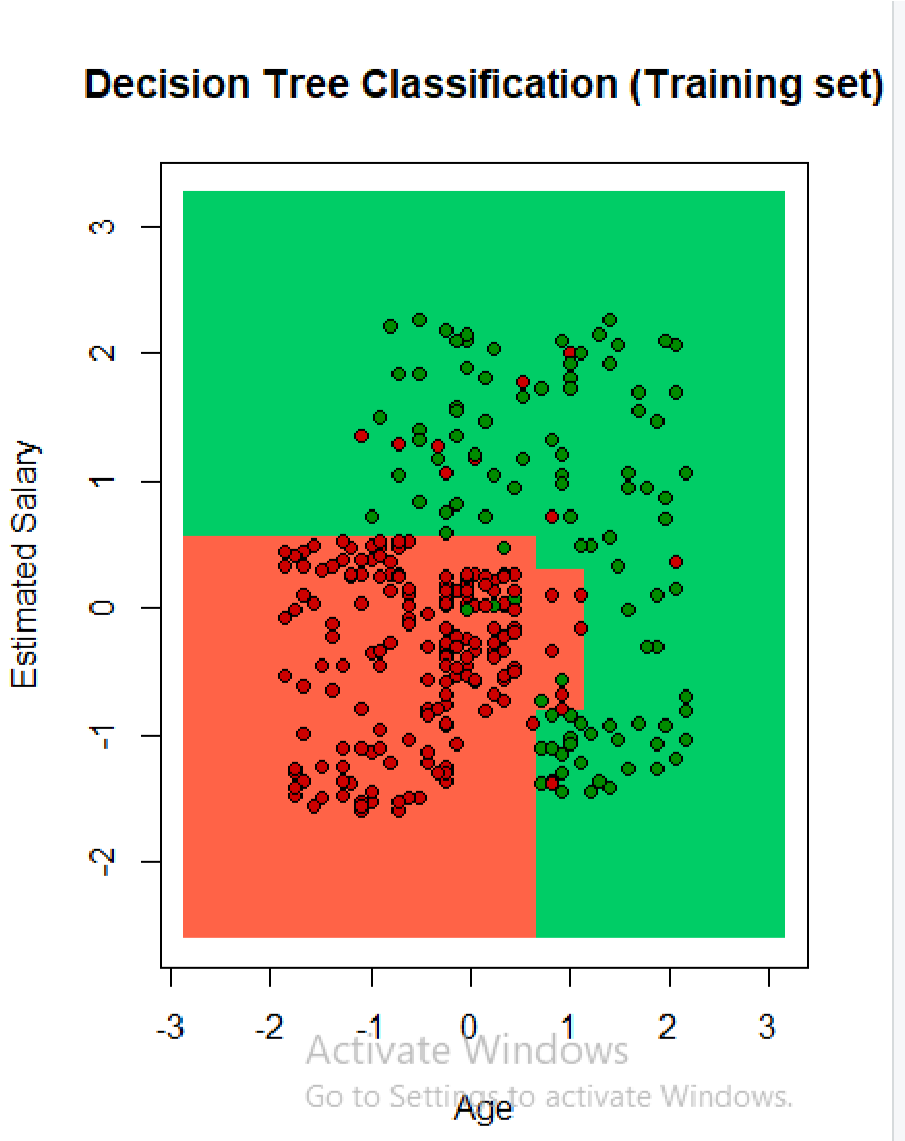 Decision Tree Classification (Training set)
3
2
1
0
-1
-2
Estimated Salary
-3 -2 -1 0 1 2 3
Activate Windows
Go to Settings to activate Windows.
Age